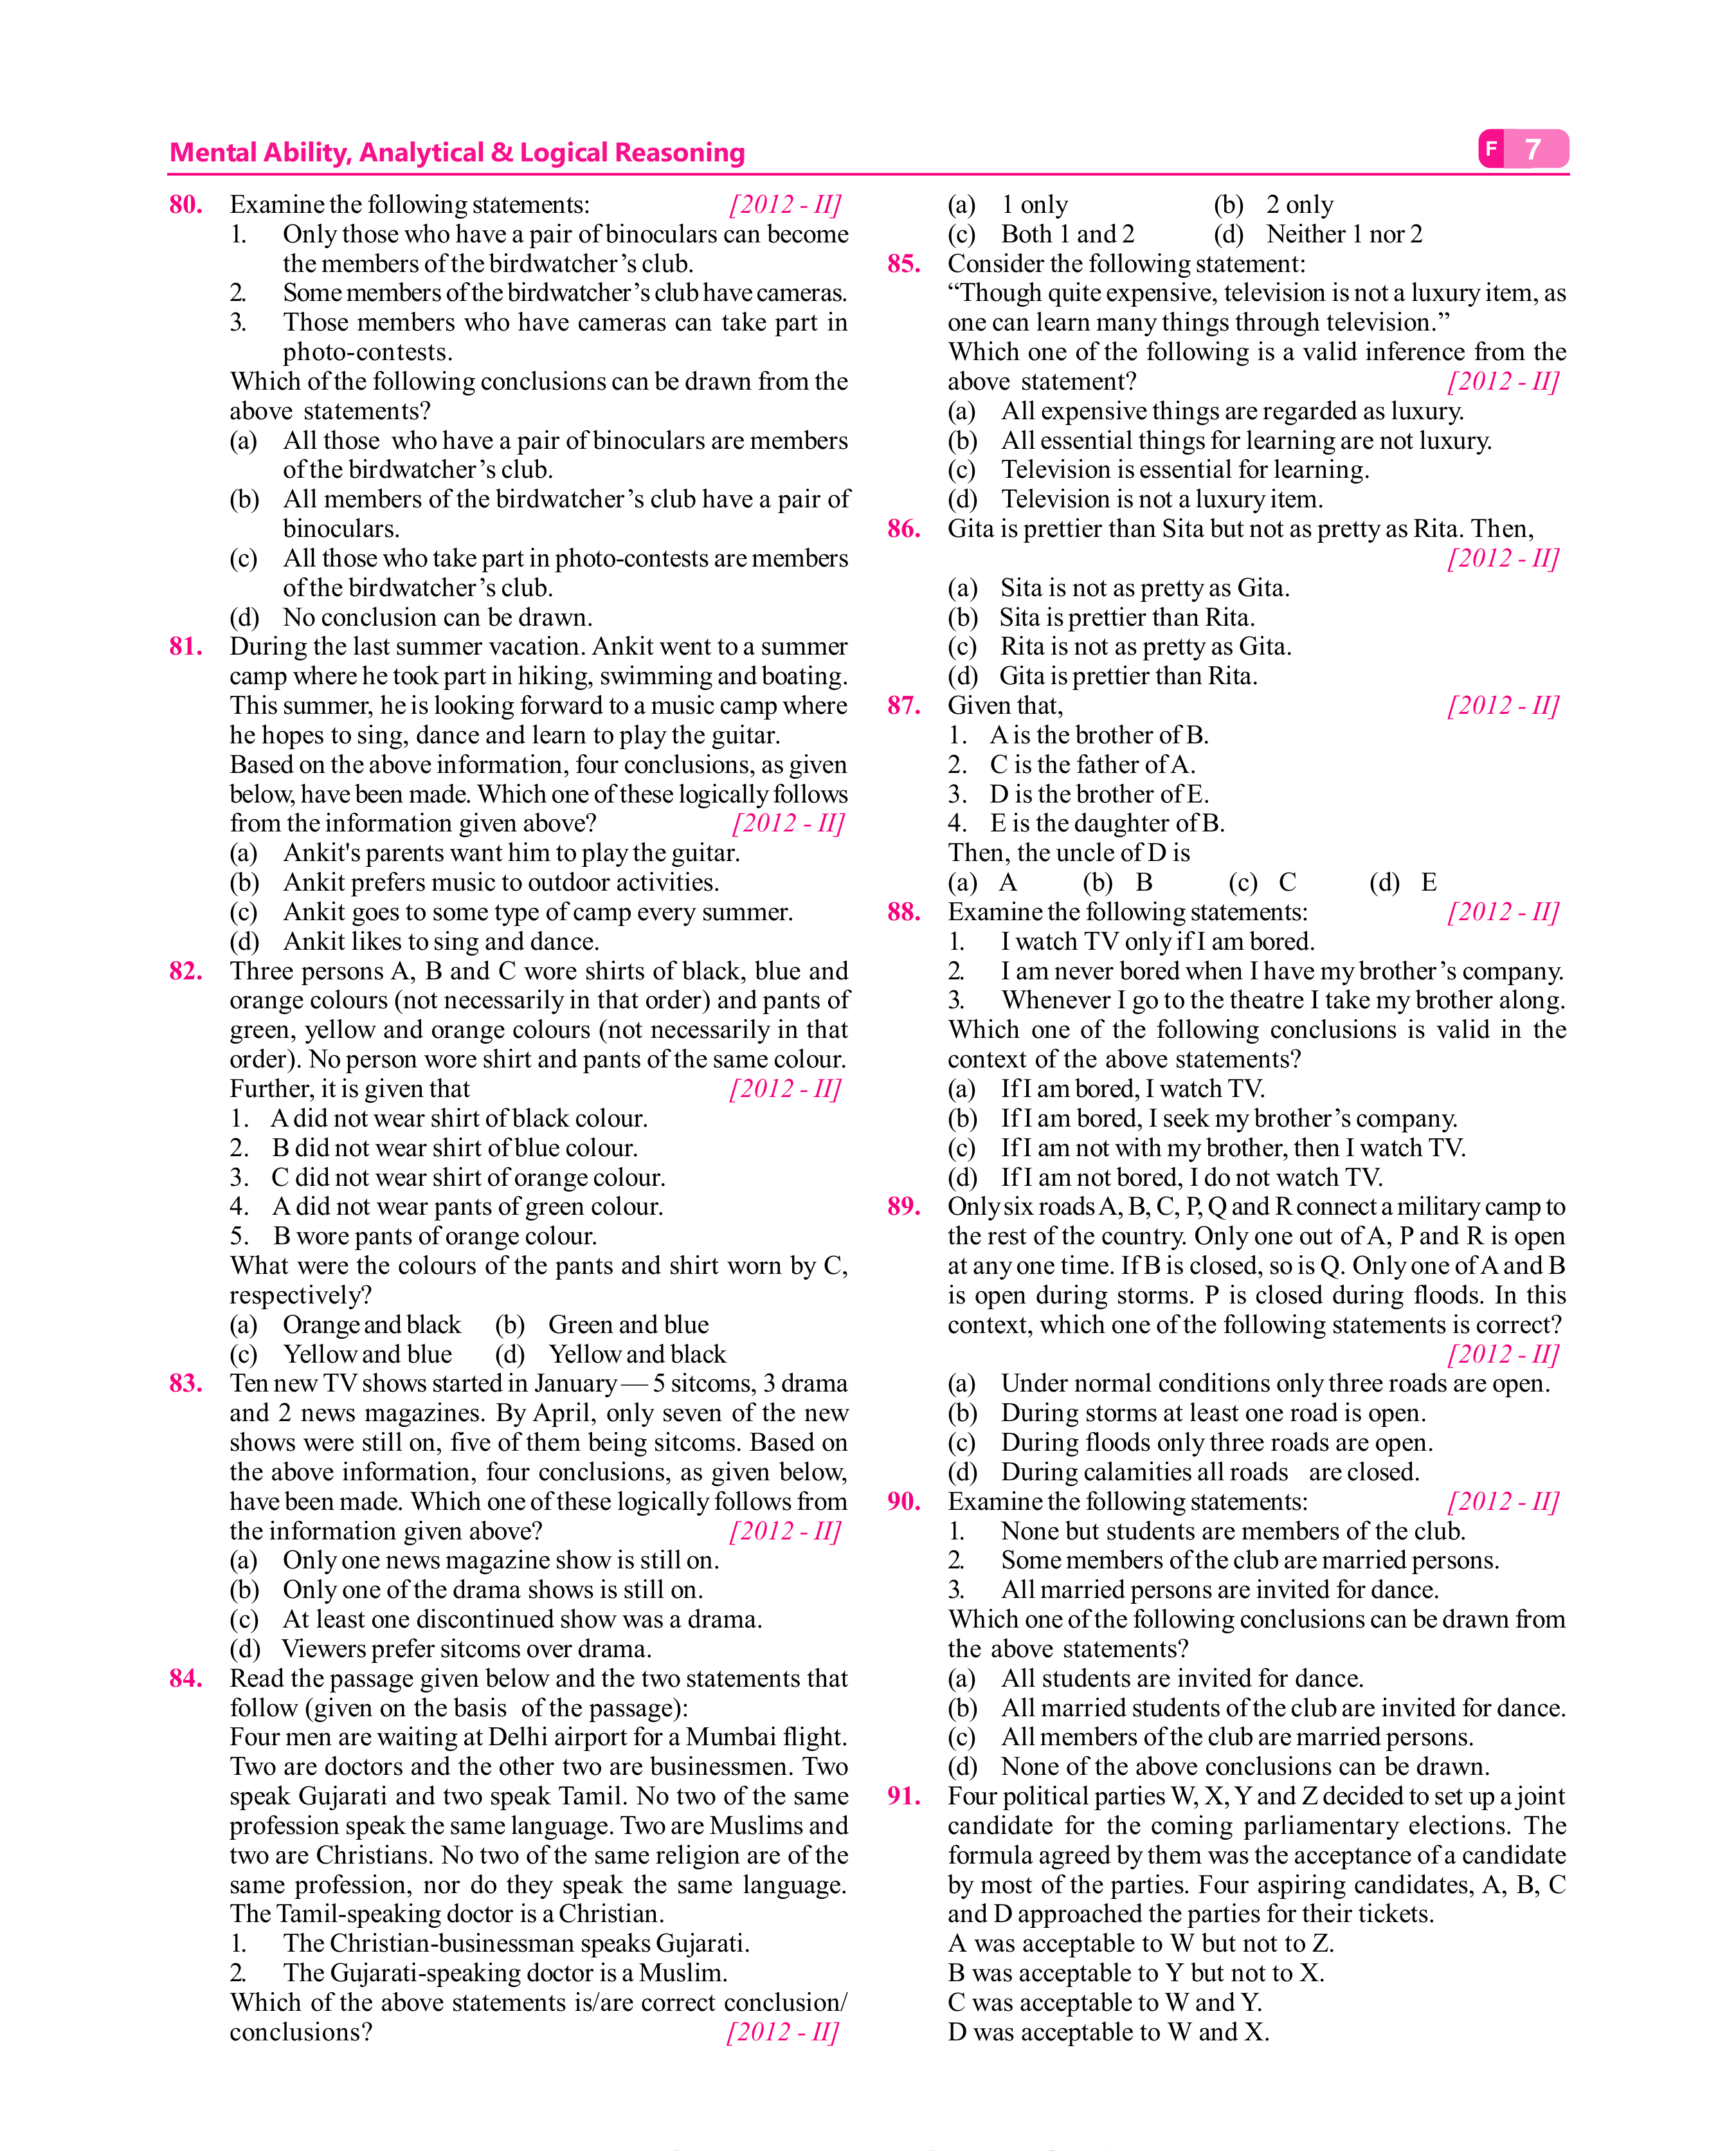 Mental Ability, Analytical & Logical Reasoning
F 7
80. Examine the following statements: [2012 - II]
1. Only those who have a pair of binoculars can become
the members of the birdwatcher's club.
2. Some members of the birdwatcher's club have cameras.
3. Those members who have cameras can take part in
photo-contests.
Which of the following conclusions can be drawn from the
above statements?
(a) All those who have a pair of binoculars are members
of the birdwatcher's club.
(b) All members of the birdwatcher's club have a pair of
binoculars.
(c) All those who take part in photo-contests are members
of the birdwatcher's club.
(d) No conclusion can be drawn.
81. During the last summer vacation. Ankit went to a summer
camp where he took part in hiking, swimming and boating.
This summer, he is looking forward to a music camp where
he hopes to sing, dance and learn to play the guitar.
Based on the above information, four conclusions, as given
below, have been made. Which one of these logically follows
from the information given above? [2012 - II]
(a) Ankit's parents want him to play the guitar.
(b) Ankit prefers music to outdoor activities.
(c) Ankit goes to some type of camp every summer.
(d) Ankit likes to sing and dance.
82. Three persons A, B and C wore shirts of black, blue and
orange colours (not necessarily in that order) and pants of
green, yellow and orange colours (not necessarily in that
order). No person wore shirt and pants of the same colour.
Further, it is given that [2012 - II]
1. A did not wear shirt of black colour.
2. B did not wear shirt of blue colour.
3. C did not wear shirt of orange colour.
4. A did not wear pants of green colour.
5. B wore pants of orange colour.
What were the colours of the pants and shirt worn by C,
respectively?
(a) Orange and black (b) Green and blue
(c) Yellow and blue (d) Yellow and black
83. Ten new TV shows started in January — 5 sitcoms, 3 drama
and 2 news magazines. By April, only seven of the new
shows were still on, five of them being sitcoms. Based on
the above information, four conclusions, as given below,
have been made. Which one of these logically follows from
the information given above? [2012 - II]
(a) Only one news magazine show is still on.
(b) Only one of the drama shows is still on.
(c) At least one discontinued show was a drama.
(d) Viewers prefer sitcoms over drama.
84. Read the passage given below and the two statements that
follow (given on the basis of the passage):
Four men are waiting at Delhi airport for a Mumbai flight.
Two are doctors and the other two are businessmen. Two
speak Gujarati and two speak Tamil. No two of the same
profession speak the same language. Two are Muslims and
two are Christians. No two of the same religion are of the
same profession, nor do they speak the same language.
The Tamil-speaking doctor is a Christian.
1. The Christian-businessman speaks Gujarati.
2. The Gujarati-speaking doctor is a Muslim.
Which of the above statements is/are correct conclusion/
conclusions? [2012 - II]
(a) 1 only (b) 2 only
(c) Both 1 and 2 (d) Neither 1 nor 2
85. Consider the following statement:
“Though quite expensive, television is not a luxury item, as
one can learn many things through television.”
Which one of the following is a valid inference from the
above statement? [2012 - II]
(a) All expensive things are regarded as luxury.
(b) All essential things for learning are not luxury.
(c) Television is essential for learning.
(d) Television is not a luxury item.
86. Gita is prettier than Sita but not as pretty as Rita. Then,
[2012 - II]
(a) Sita is not as pretty as Gita.
(b) Sita is prettier than Rita.
(c) Rita is not as pretty as Gita.
(d) Gita is prettier than Rita.
87. Given that, [2012 - II]
1. A is the brother of B.
2. C is the father of A.
3. D is the brother of E.
4. E is the daughter of B.
Then, the uncle of D is
(a) A (b) B (c) C (d) E
88. Examine the following statements: [2012 - II]
1. I watch TV only if I am bored.
2. I am never bored when I have my brother's company.
3. Whenever I go to the theatre I take my brother along.
Which one of the following conclusions is valid in the
context of the above statements?
(a) If I am bored, I watch TV.
(b) If I am bored, I seek my brother's company.
(c) If I am not with my brother, then I watch TV.
(d) If I am not bored, I do not watch TV.
89. Only six roads A, B, C, P, Q and R connect a military camp to
the rest of the country. Only one out of A, P and R is open
at any one time. If B is closed, so is Q. Only one of A and B
is open during storms. P is closed during floods. In this
context, which one of the following statements is correct?
[2012 - II]
(a) Under normal conditions only three roads are open.
(b) During storms at least one road is open.
(c) During floods only three roads are open.
(d) During calamities all roads are closed.
90. Examine the following statements: [2012 - II]
1. None but students are members of the club.
2. Some members of the club are married persons.
3. All married persons are invited for dance.
Which one of the following conclusions can be drawn from
the above statements?
(a) All students are invited for dance.
(b) All married students of the club are invited for dance.
(c) All members of the club are married persons.
(d) None of the above conclusions can be drawn.
91. Four political parties W, X, Y and Z decided to set up a joint
candidate for the coming parliamentary elections. The
formula agreed by them was the acceptance of a candidate
by most of the parties. Four aspiring candidates, A, B, C
and D approached the parties for their tickets.
A was acceptable to W but not to Z.
B was acceptable to Y but not to X.
C was acceptable to W and Y.
D was acceptable to W and X.